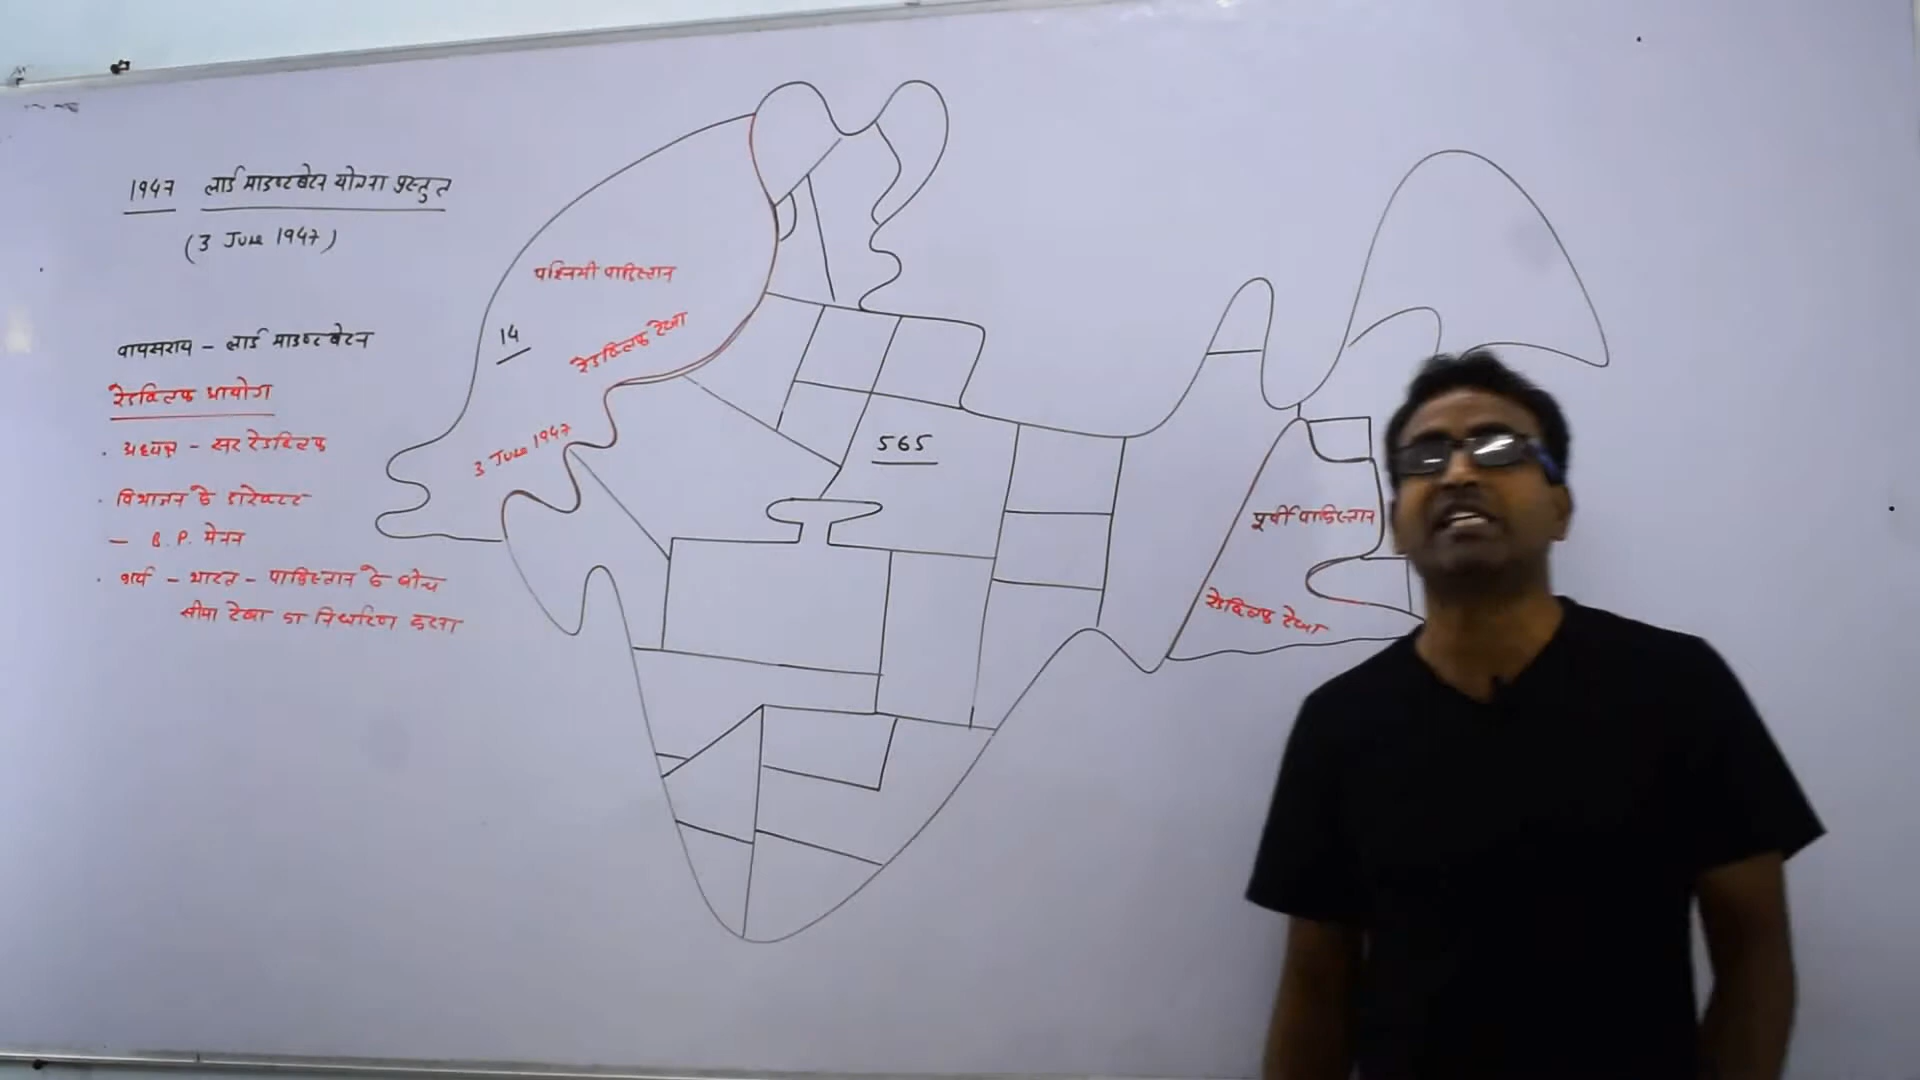 1947 लार्ड माउण्टबेटन योजना प्रस्तुत
(3 June 1947)
वायसराय - लार्ड माउण्टबेटन
रेडक्लिफ आयोग
· अध्यक्ष - सर रेडक्लिफ
· विभाजन के डारेक्टर
- B. P. मेनन
· कार्य - भारत - पाकिस्तान के बीच
सीमा रेखा का निर्धारण करना
पश्चिमी पाकिस्तान
14
रेडक्लिफ रेखा
3 June 1947
565
पूर्वी पाकिस्तान
रेडक्लिफ रेखा